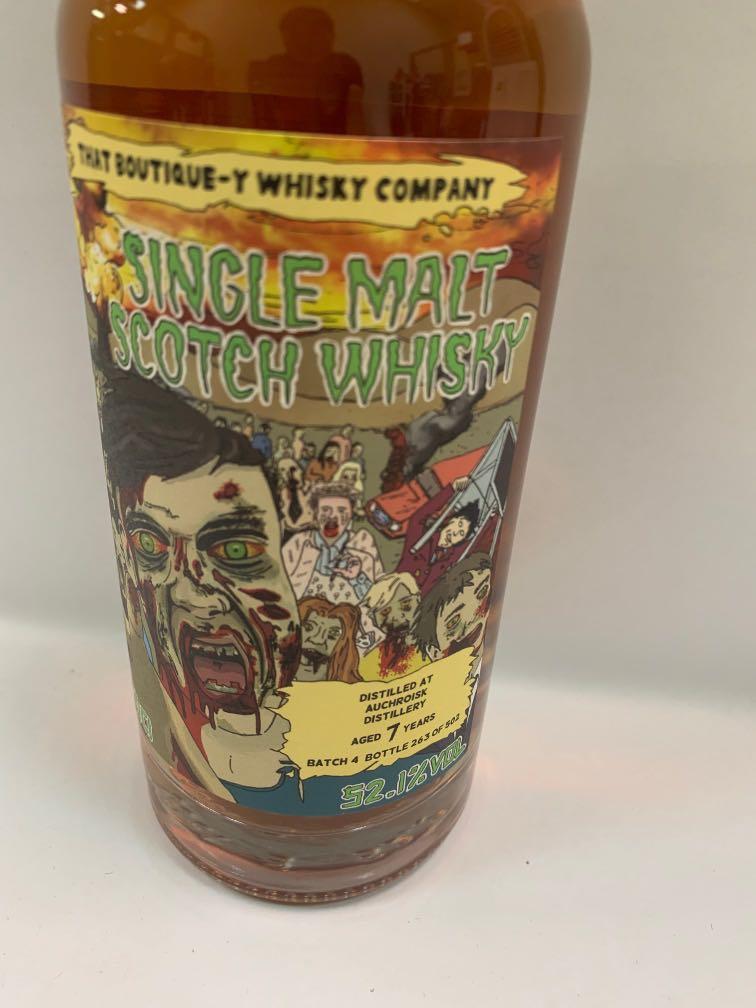 THAT BOUTIQUE-Y WHISKY COMPANY
SINGLE MALT
SCOTCH WHISKY
DISTILLED AT
AUCHROISK
DISTILLERY
AGED 7 YEARS
BATCH 4 BOTTLE 263 OF 502
52.1%VOL